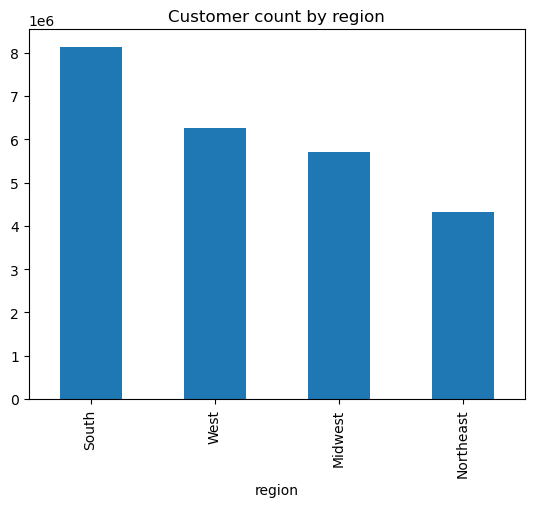 Customer count by region
1e6
8
7
6
5
4
3
2
1
0
South
West
Midwest
Northeast
region